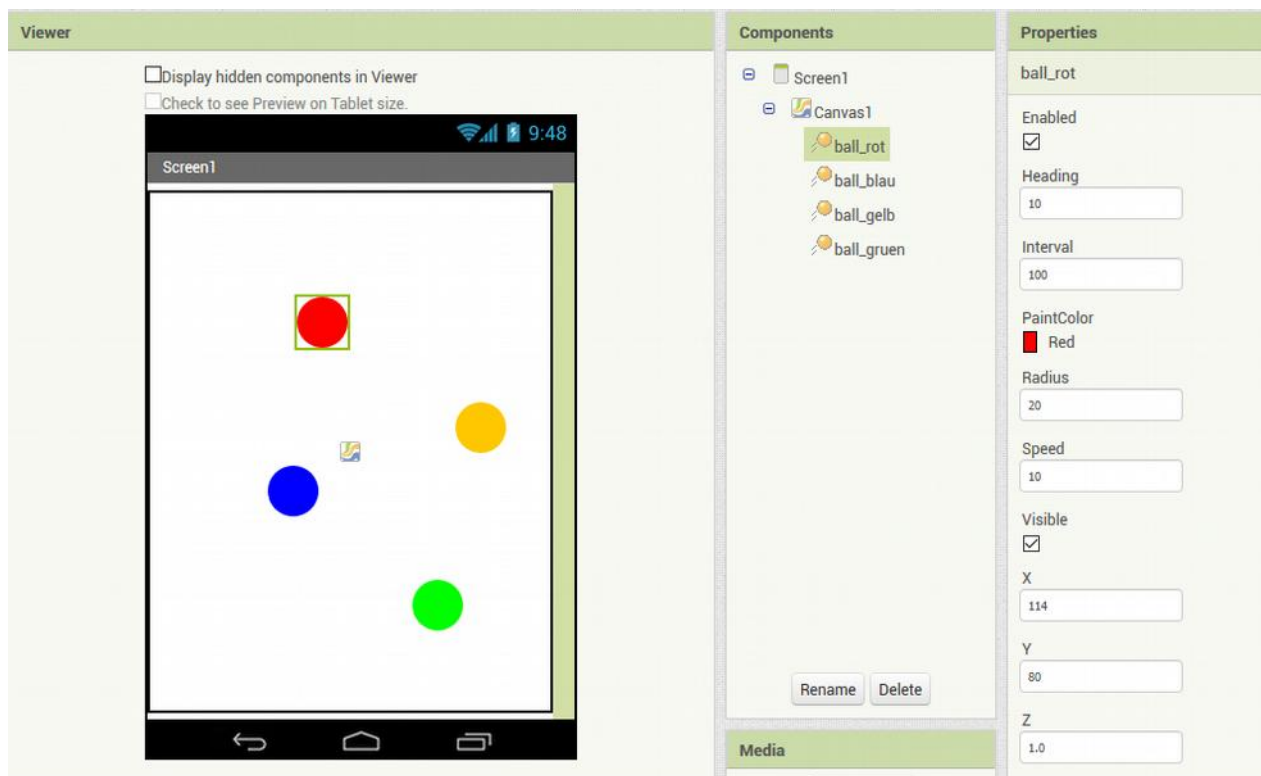 Viewer
Display hidden components in Viewer
Check to see Preview on Tablet size.
9:48
Screen1
Components
Screen1
Canvas1
ball_rot
ball_blau
ball_gelb
ball_gruen
Rename Delete
Media
Properties
ball_rot
Enabled
Heading
10
Interval
100
PaintColor
Red
Radius
20
Speed
10
Visible
X
114
Y
80
Z
1.0